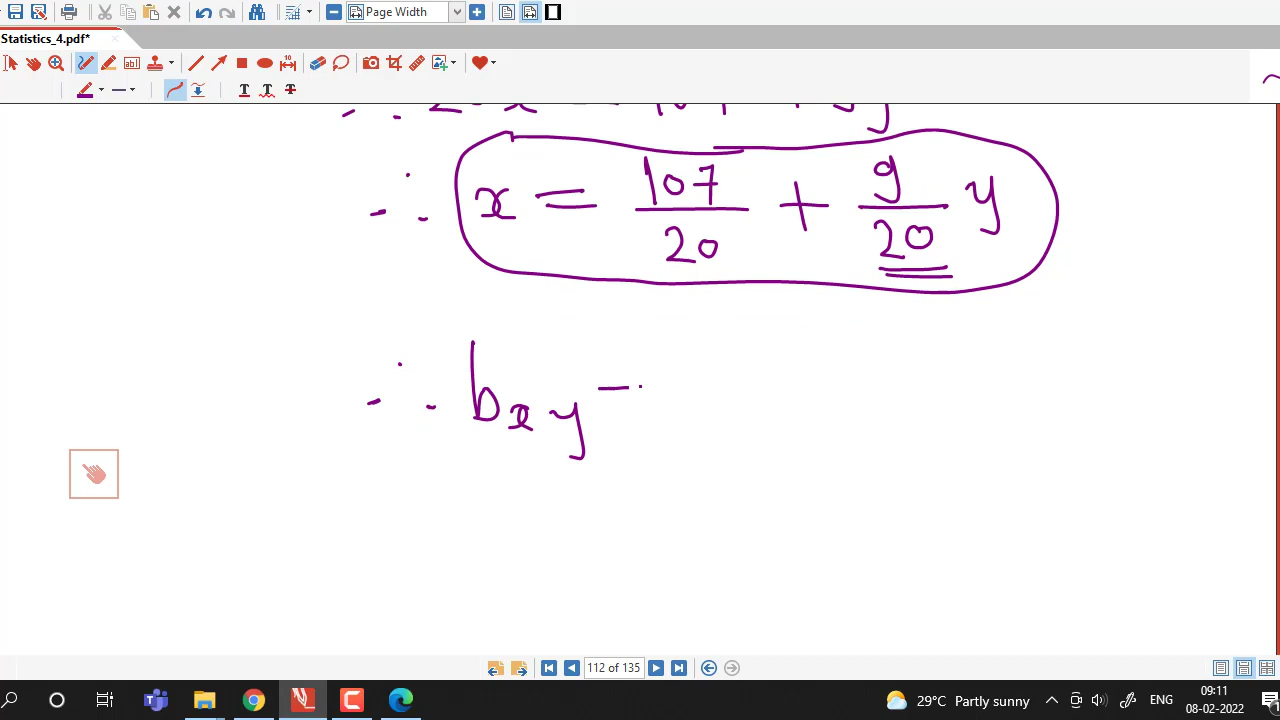 Page Width
Statistics_4.pdf*
∴ x = 107/20 + 9/20 y
∴ bxy =
112 of 135
29°C Partly sunny
ENG
09:11
08-02-2022